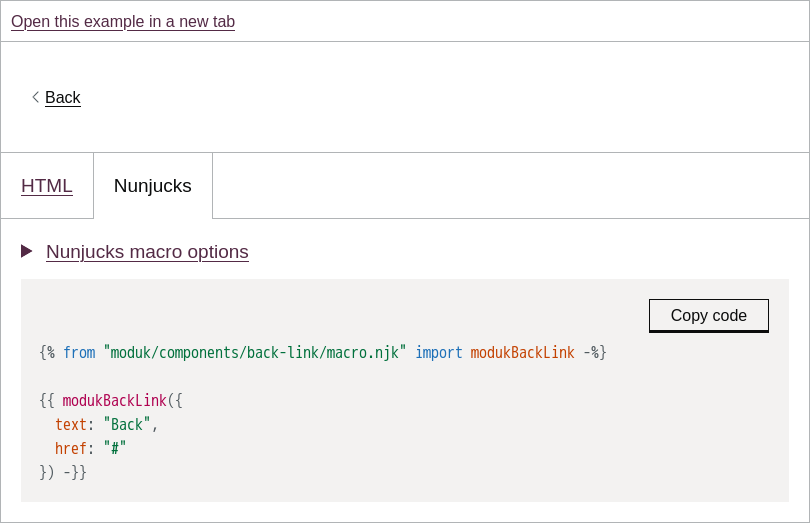 Open this example in a new tab
Back
HTML
Nunjucks
Nunjucks macro options
Copy code
{% from "moduk/components/back-link/macro.njk" import modukBackLink -%}
{{ modukBackLink({
  text: "Back",
  href: "#"
}) -}}